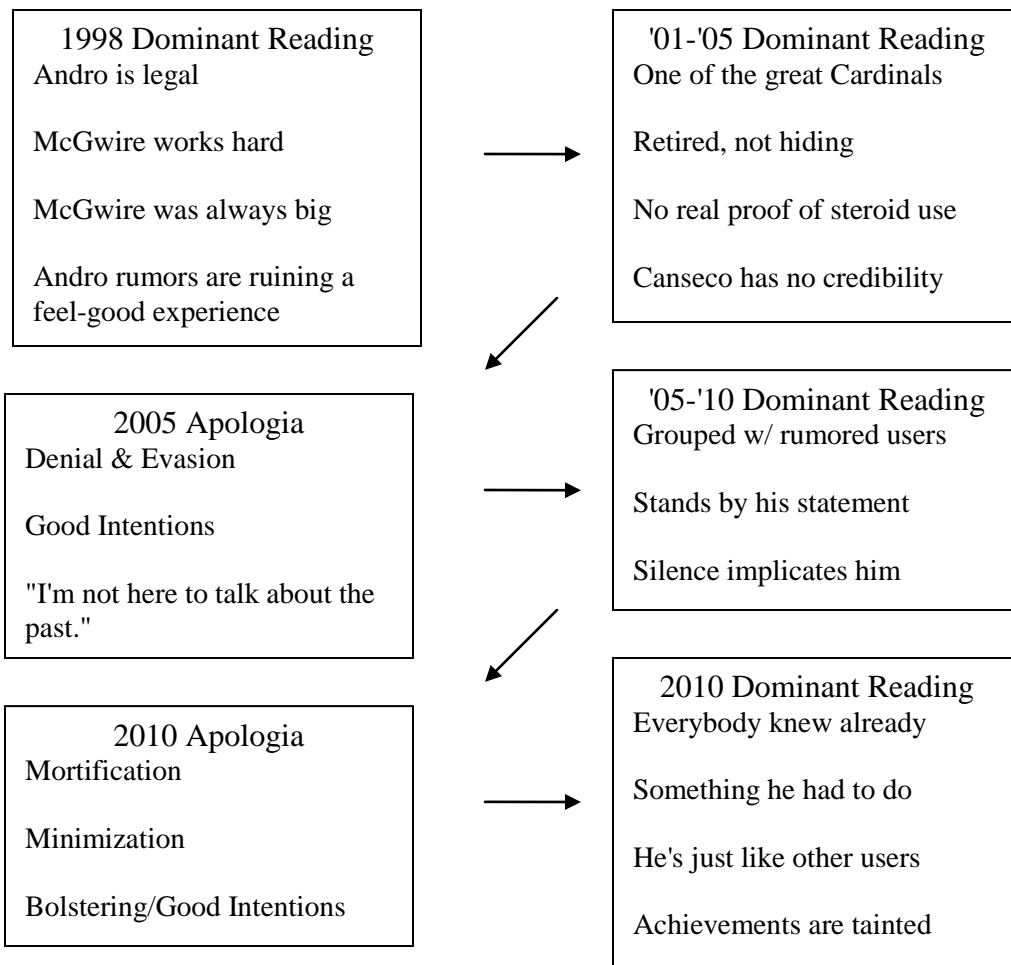 1998 Dominant Reading
Andro is legal
McGwire works hard
McGwire was always big
Andro rumors are ruining a
feel-good experience
'01-'05 Dominant Reading
One of the great Cardinals
Retired, not hiding
No real proof of steroid use
Canseco has no credibility
2005 Apologia
Denial & Evasion
Good Intentions
"I'm not here to talk about the
past."
'05-'10 Dominant Reading
Grouped w/ rumored users
Stands by his statement
Silence implicates him
2010 Apologia
Mortification
Minimization
Bolstering/Good Intentions
2010 Dominant Reading
Everybody knew already
Something he had to do
He's just like other users
Achievements are tainted